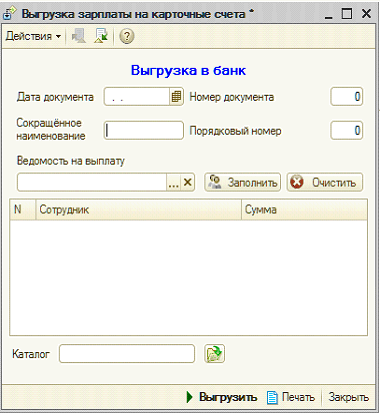 Выгрузка зарплаты на карточные счета *
Действия
Выгрузка в банк
Дата документа . . Номер документа 0
Сокращённое наименование Порядковый номер 0
Ведомость на выплату
... Заполнить Очистить
N Сотрудник Сумма
Каталог
Выгрузить Печать Закрыть